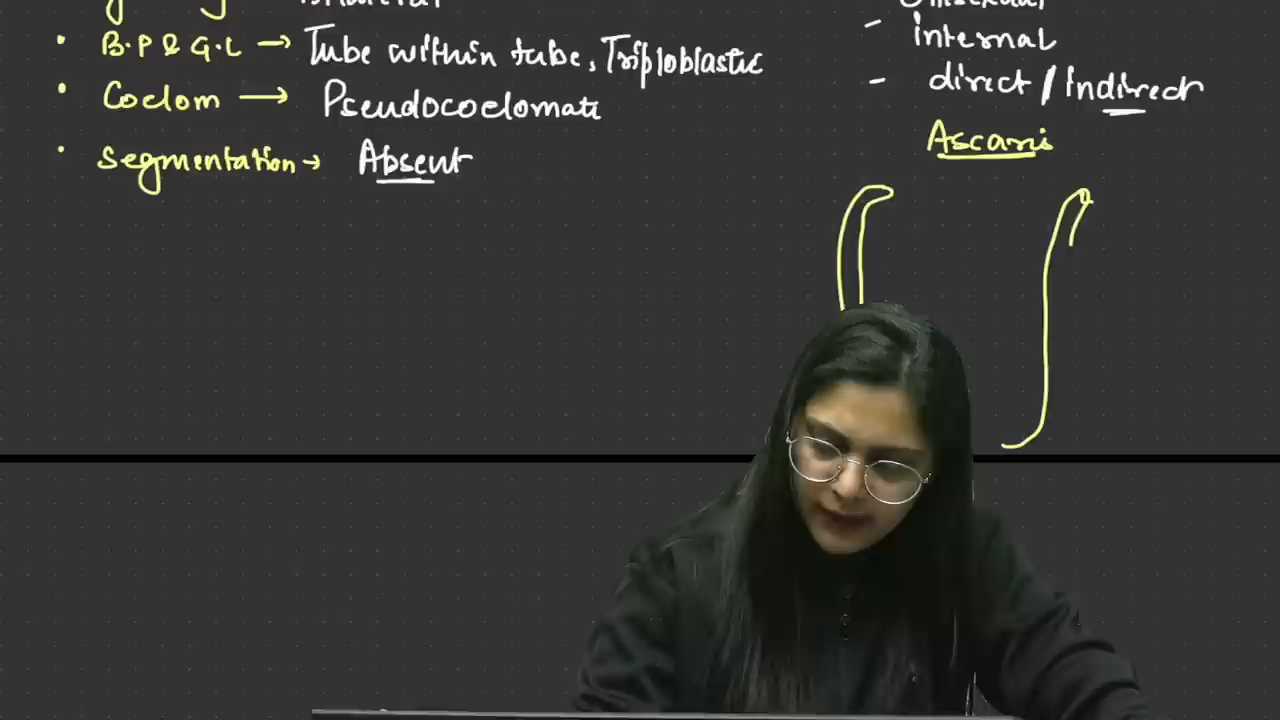 • B.P & G.L → Tube within tube, Triploblastic
• Coelom → Pseudocoelomate
• Segmentation → Absent
- internal
- direct / indirect
Ascaris